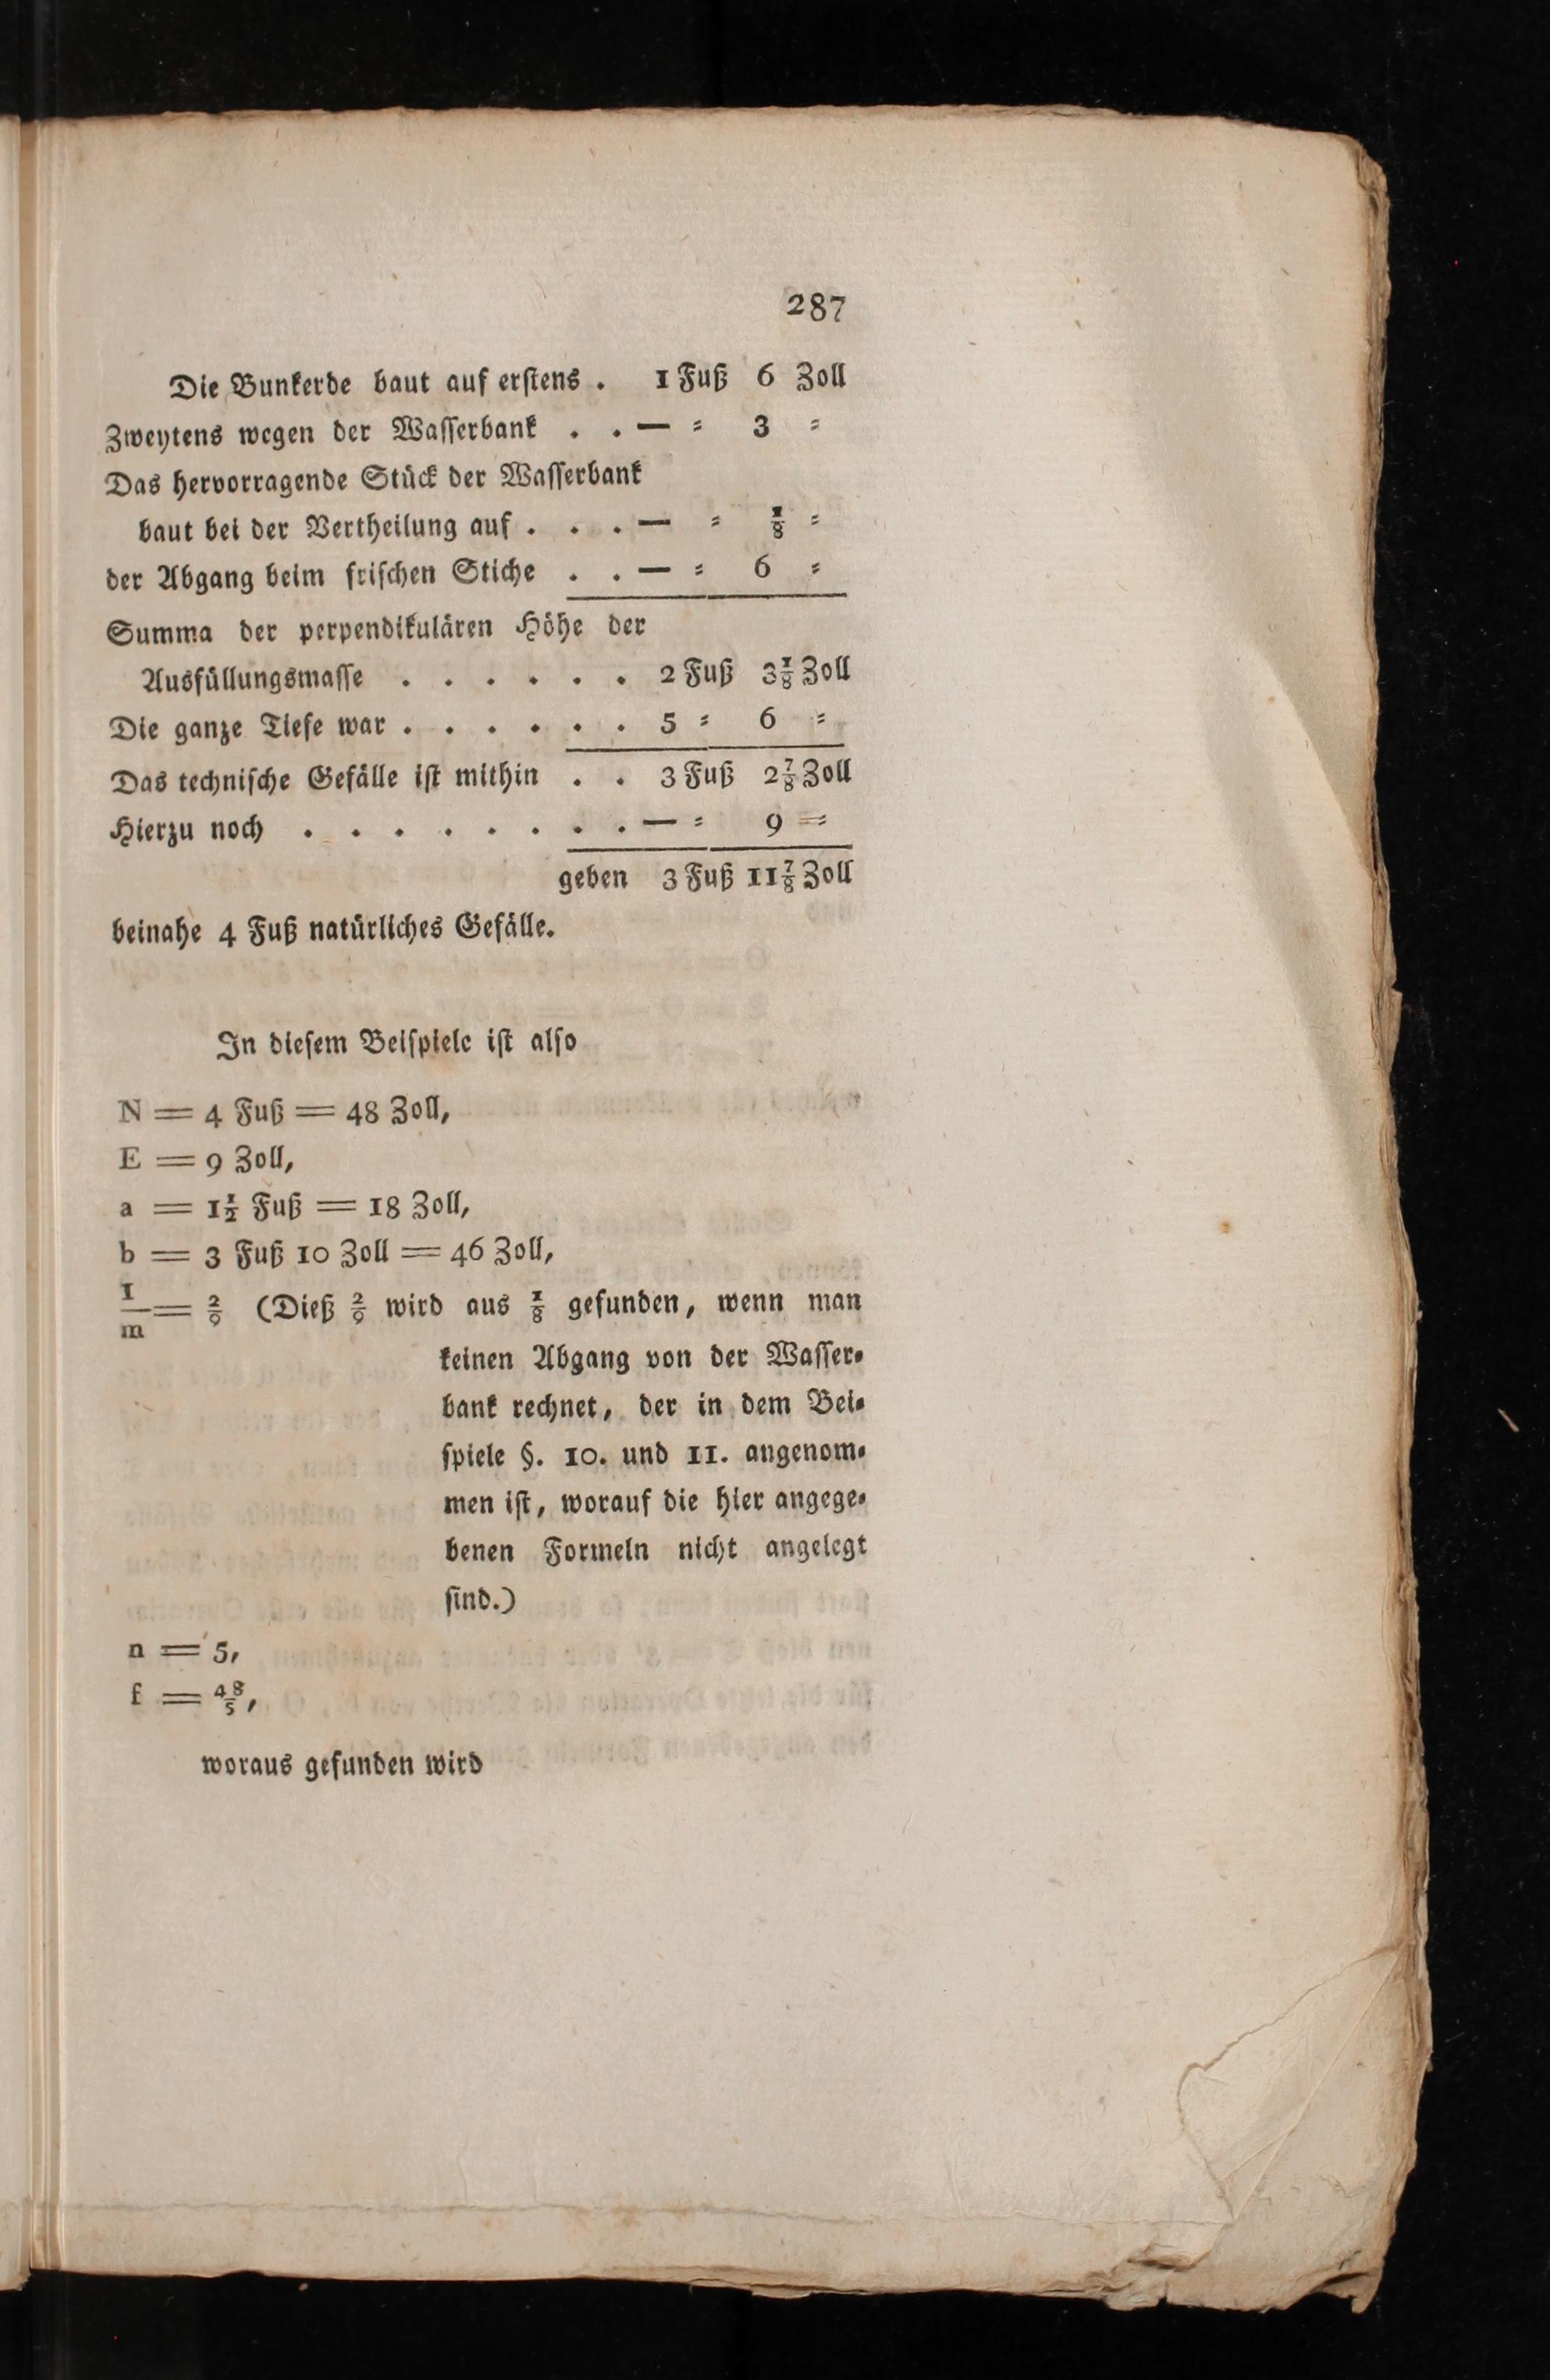 287
Die Bunkerde baut auf erſtens . 1 Fuß 6 Zoll
Zweytens wegen der Waſſerbank . . — ⸗ 3 ⸗
Das hervorragende Stück der Waſſerbank
baut bei der Vertheilung auf . . . — ⸗ ⅛ ⸗
der Abgang beim friſchen Stiche . . — ⸗ 6 ⸗
Summa der perpendikulären Höhe der
Ausfüllungsmaſſe . . . . . . 2 Fuß 3⅛ Zoll
Die ganze Tiefe war . . . . . . 5 ⸗ 6 ⸗
Das techniſche Gefälle iſt mithin . . 3 Fuß 2⅞ Zoll
Hierzu noch . . . . . . . . — ⸗ 9 ⸗
geben 3 Fuß 11⅞ Zoll
beinahe 4 Fuß natürliches Gefälle.
In dieſem Beiſpiele iſt alſo
N = 4 Fuß = 48 Zoll,
E = 9 Zoll,
a = 1½ Fuß = 18 Zoll,
b = 3 Fuß 10 Zoll = 46 Zoll,
1/m = 2/9 (Dieß 2/9 wird aus ⅛ gefunden, wenn man
keinen Abgang von der Waſſer⸗
bank rechnet, der in dem Bei⸗
ſpiele §. 10. und 11. angenom⸗
men iſt, worauf die hier angege⸗
benen Formeln nicht angelegt
ſind.)
n = 5,
f = 48/5,
woraus gefunden wird